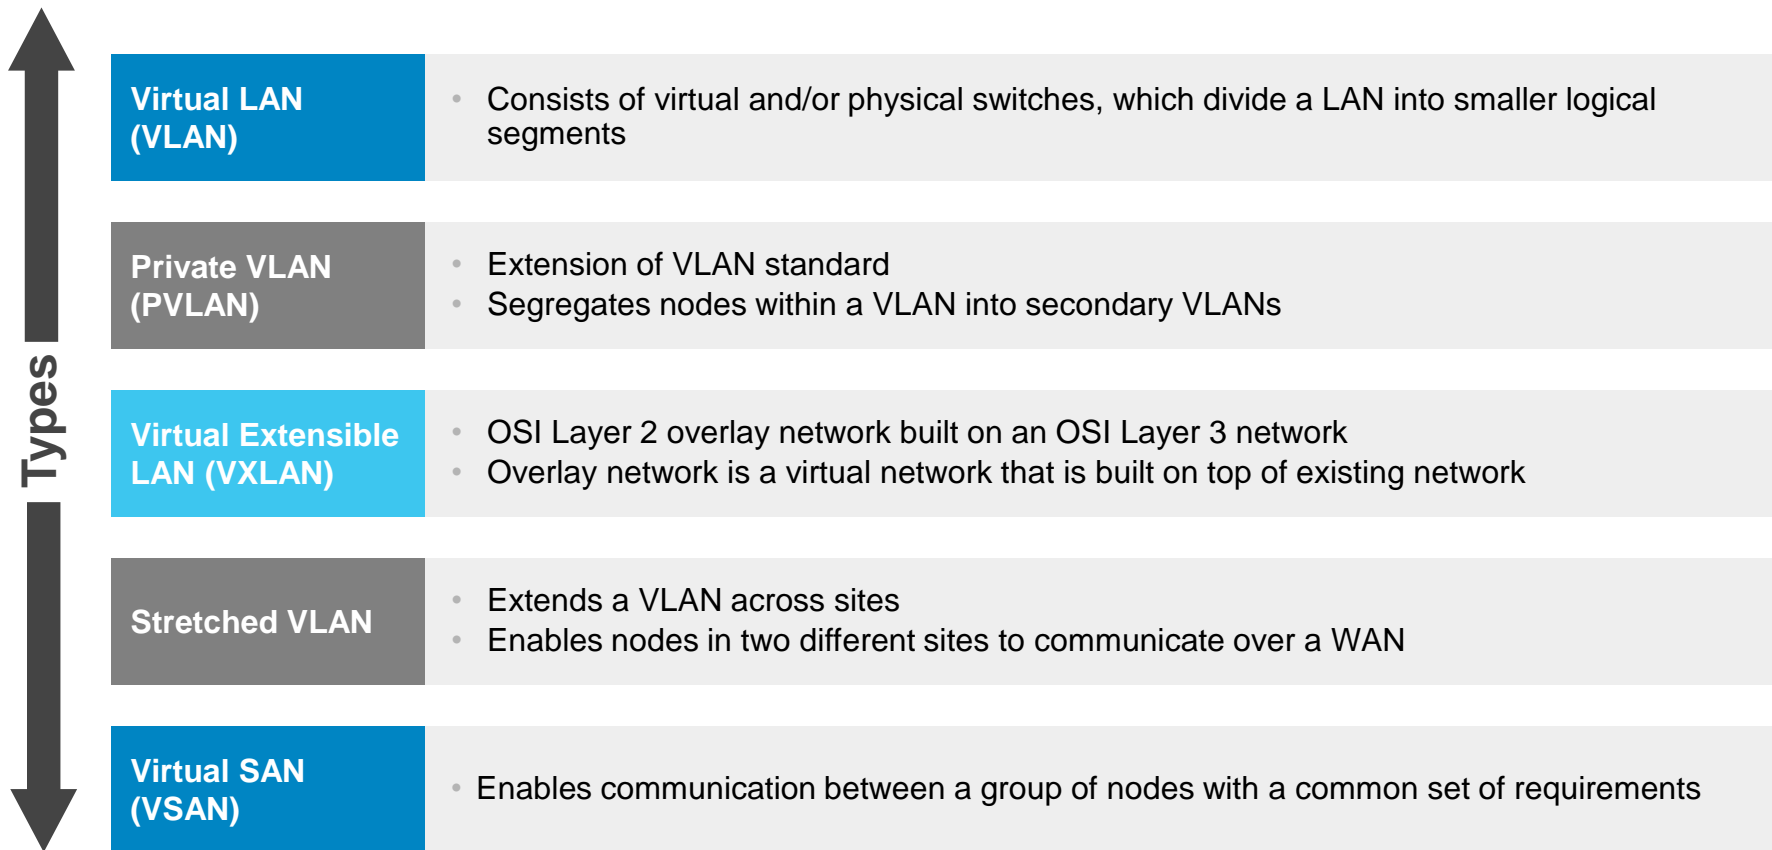 Types
Virtual LAN
(VLAN)
• Consists of virtual and/or physical switches, which divide a LAN into smaller logical
segments
Private VLAN
(PVLAN)
• Extension of VLAN standard
• Segregates nodes within a VLAN into secondary VLANs
Virtual Extensible
LAN (VXLAN)
• OSI Layer 2 overlay network built on an OSI Layer 3 network
• Overlay network is a virtual network that is built on top of existing network
Stretched VLAN
• Extends a VLAN across sites
• Enables nodes in two different sites to communicate over a WAN
Virtual SAN
(VSAN)
• Enables communication between a group of nodes with a common set of requirements